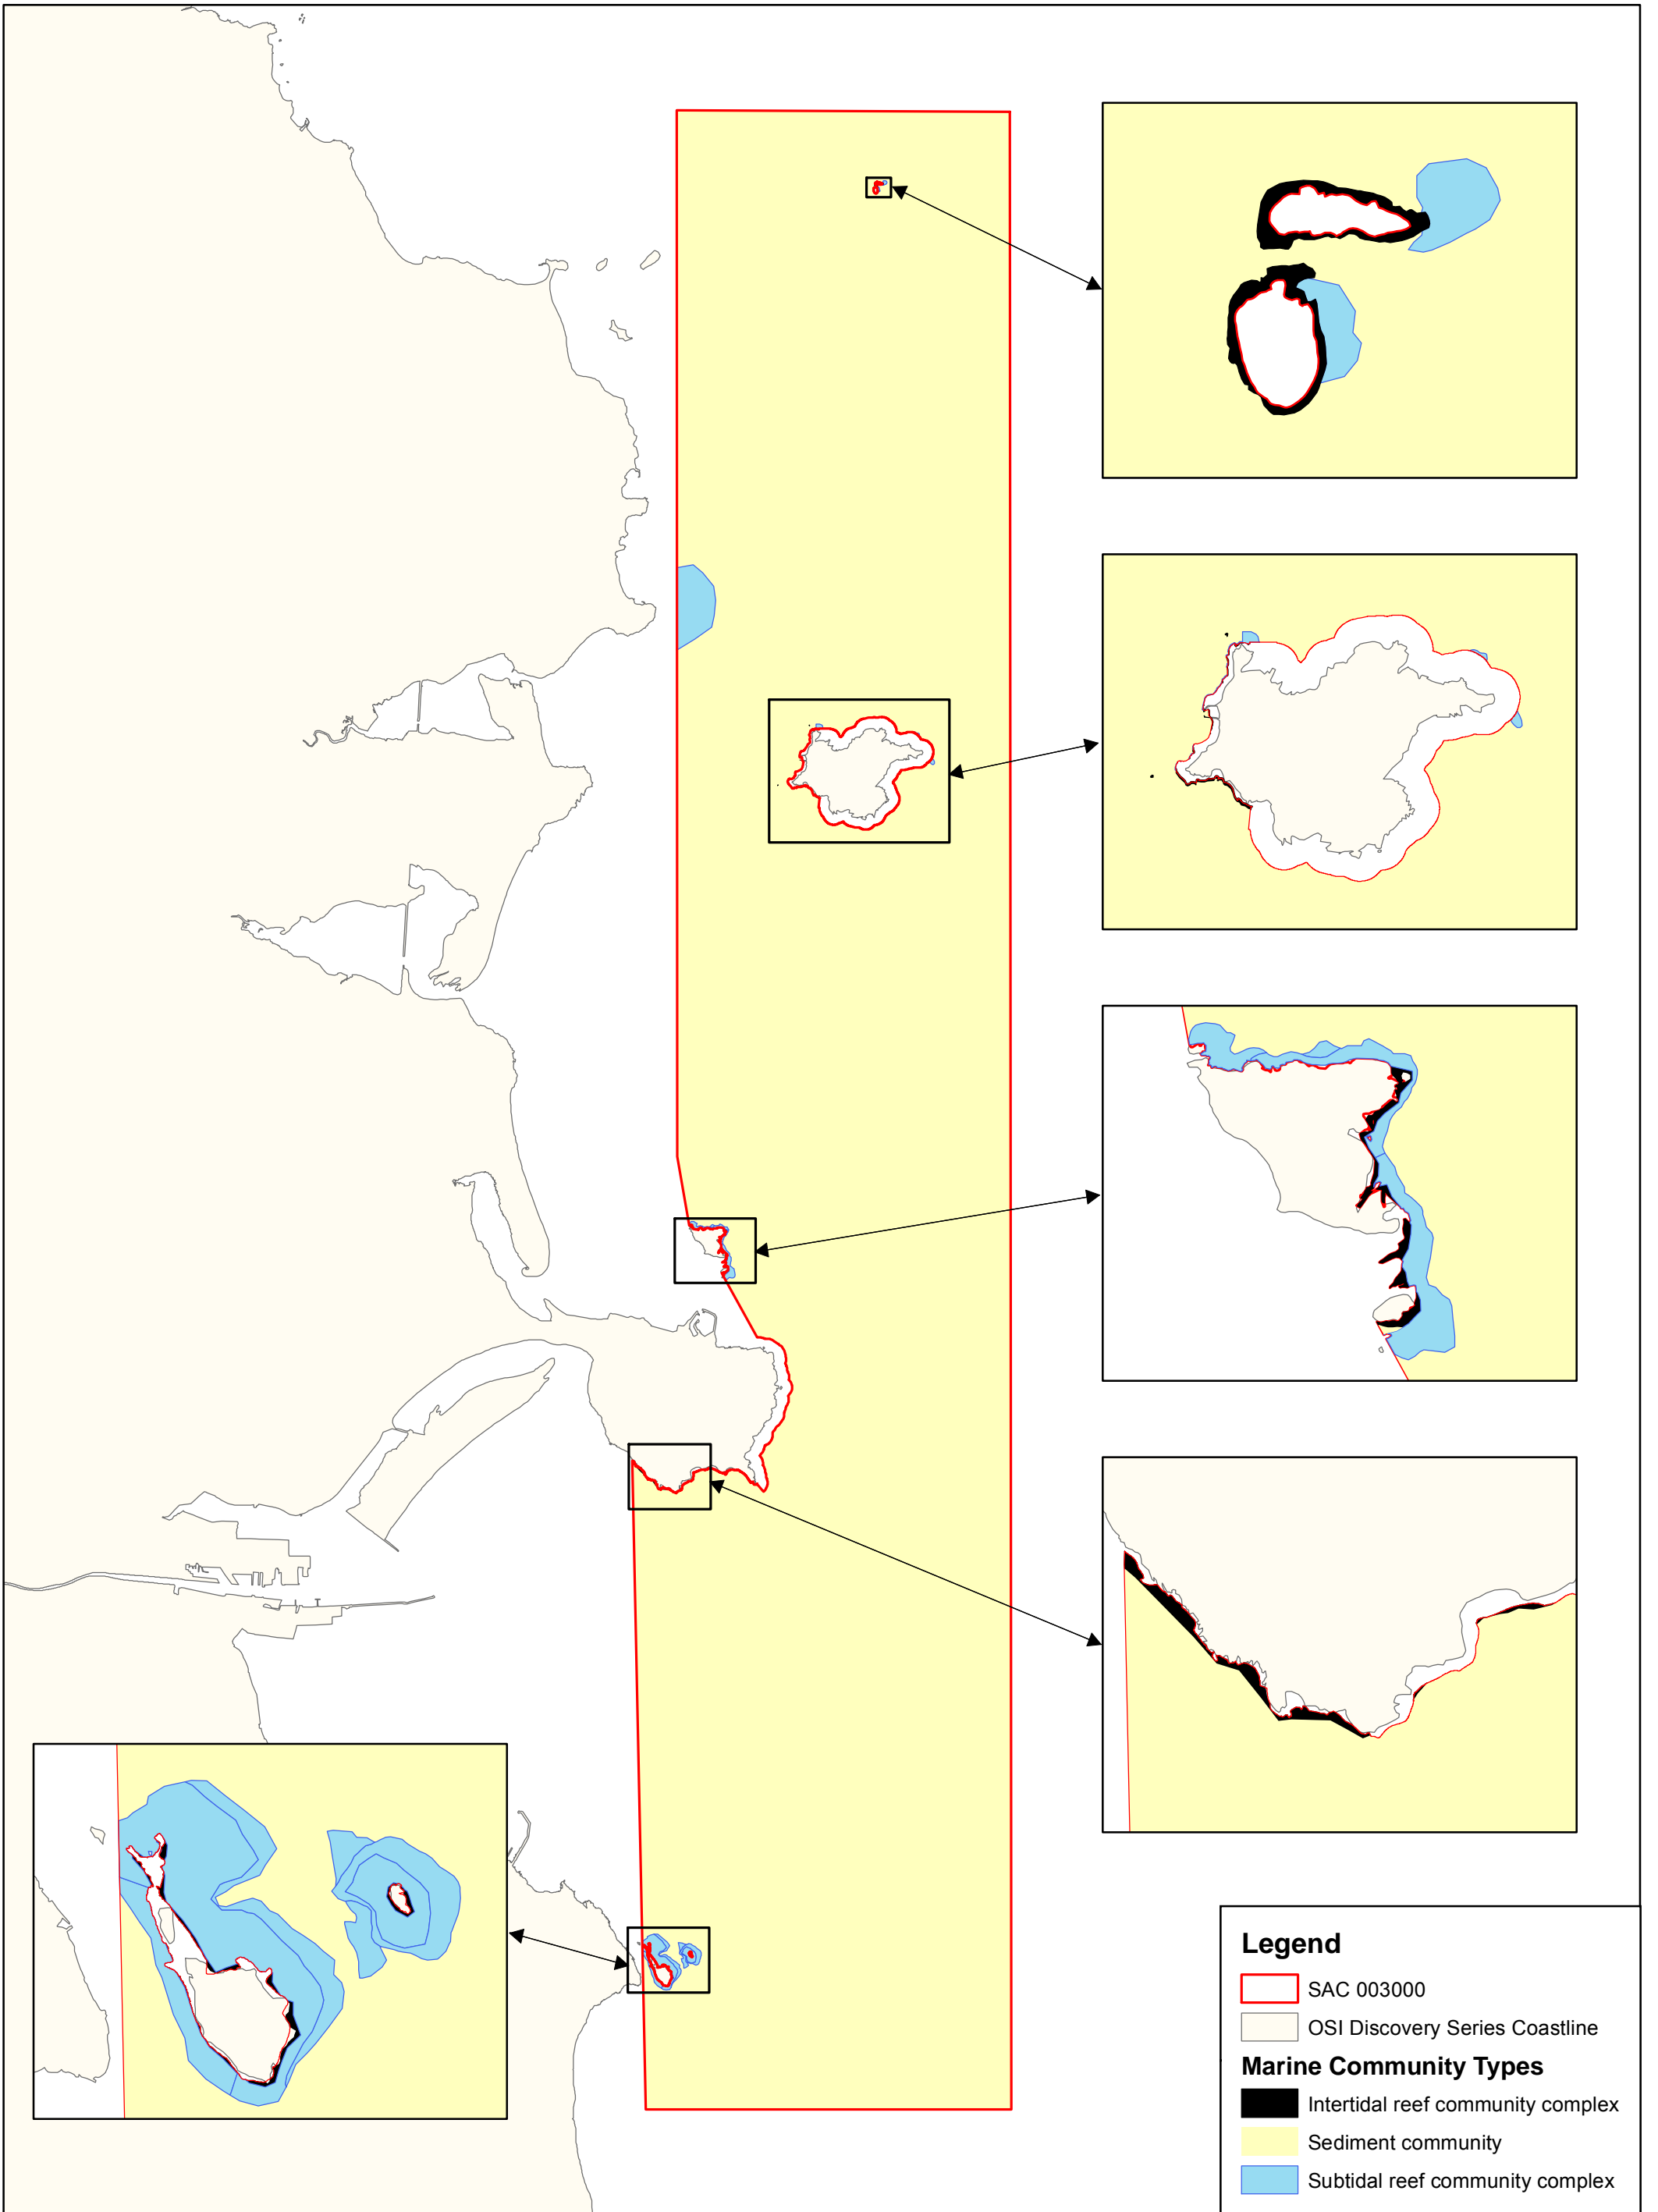 Legend
SAC 003000
OSI Discovery Series Coastline
Marine Community Types
Intertidal reef community complex
Sediment community
Subtidal reef community complex